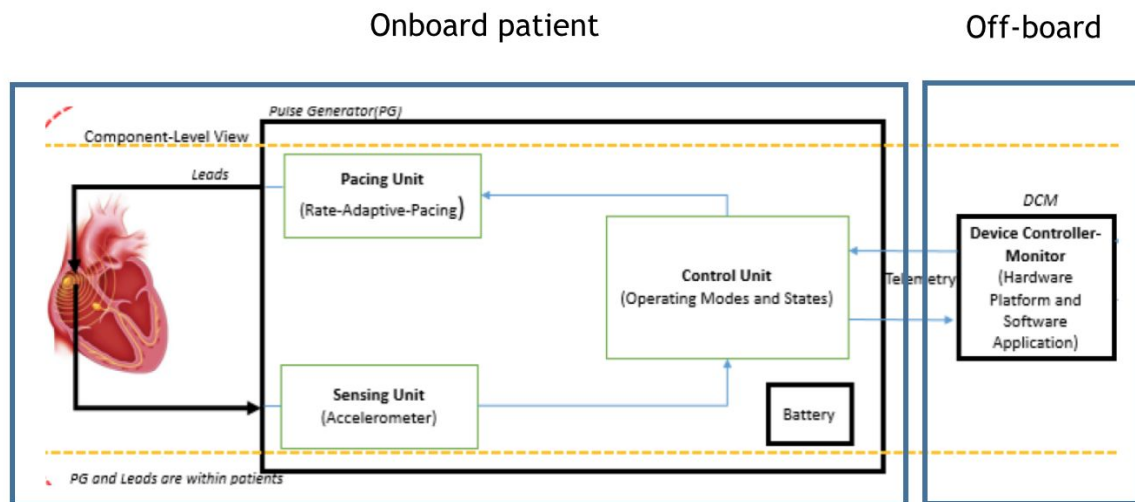 Onboard patient
Off-board
Pulse Generator(PG)
Component-Level View
Leads
Pacing Unit
(Rate-Adaptive-Pacing)
Control Unit
(Operating Modes and States)
Telemetry
DCM
Device Controller-
Monitor
(Hardware
Platform and
Software
Application)
Sensing Unit
(Accelerometer)
Battery
PG and Leads are within patients